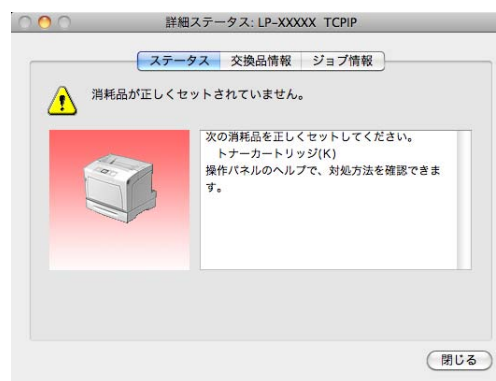 詳細ステータス: LP-XXXXX TCPIP
ステータス 交換品情報 ジョブ情報
消耗品が正しくセットされていません。
次の消耗品を正しくセットしてください。
トナーカートリッジ(K)
操作パネルのヘルプで、対処方法を確認できま
す。
閉じる